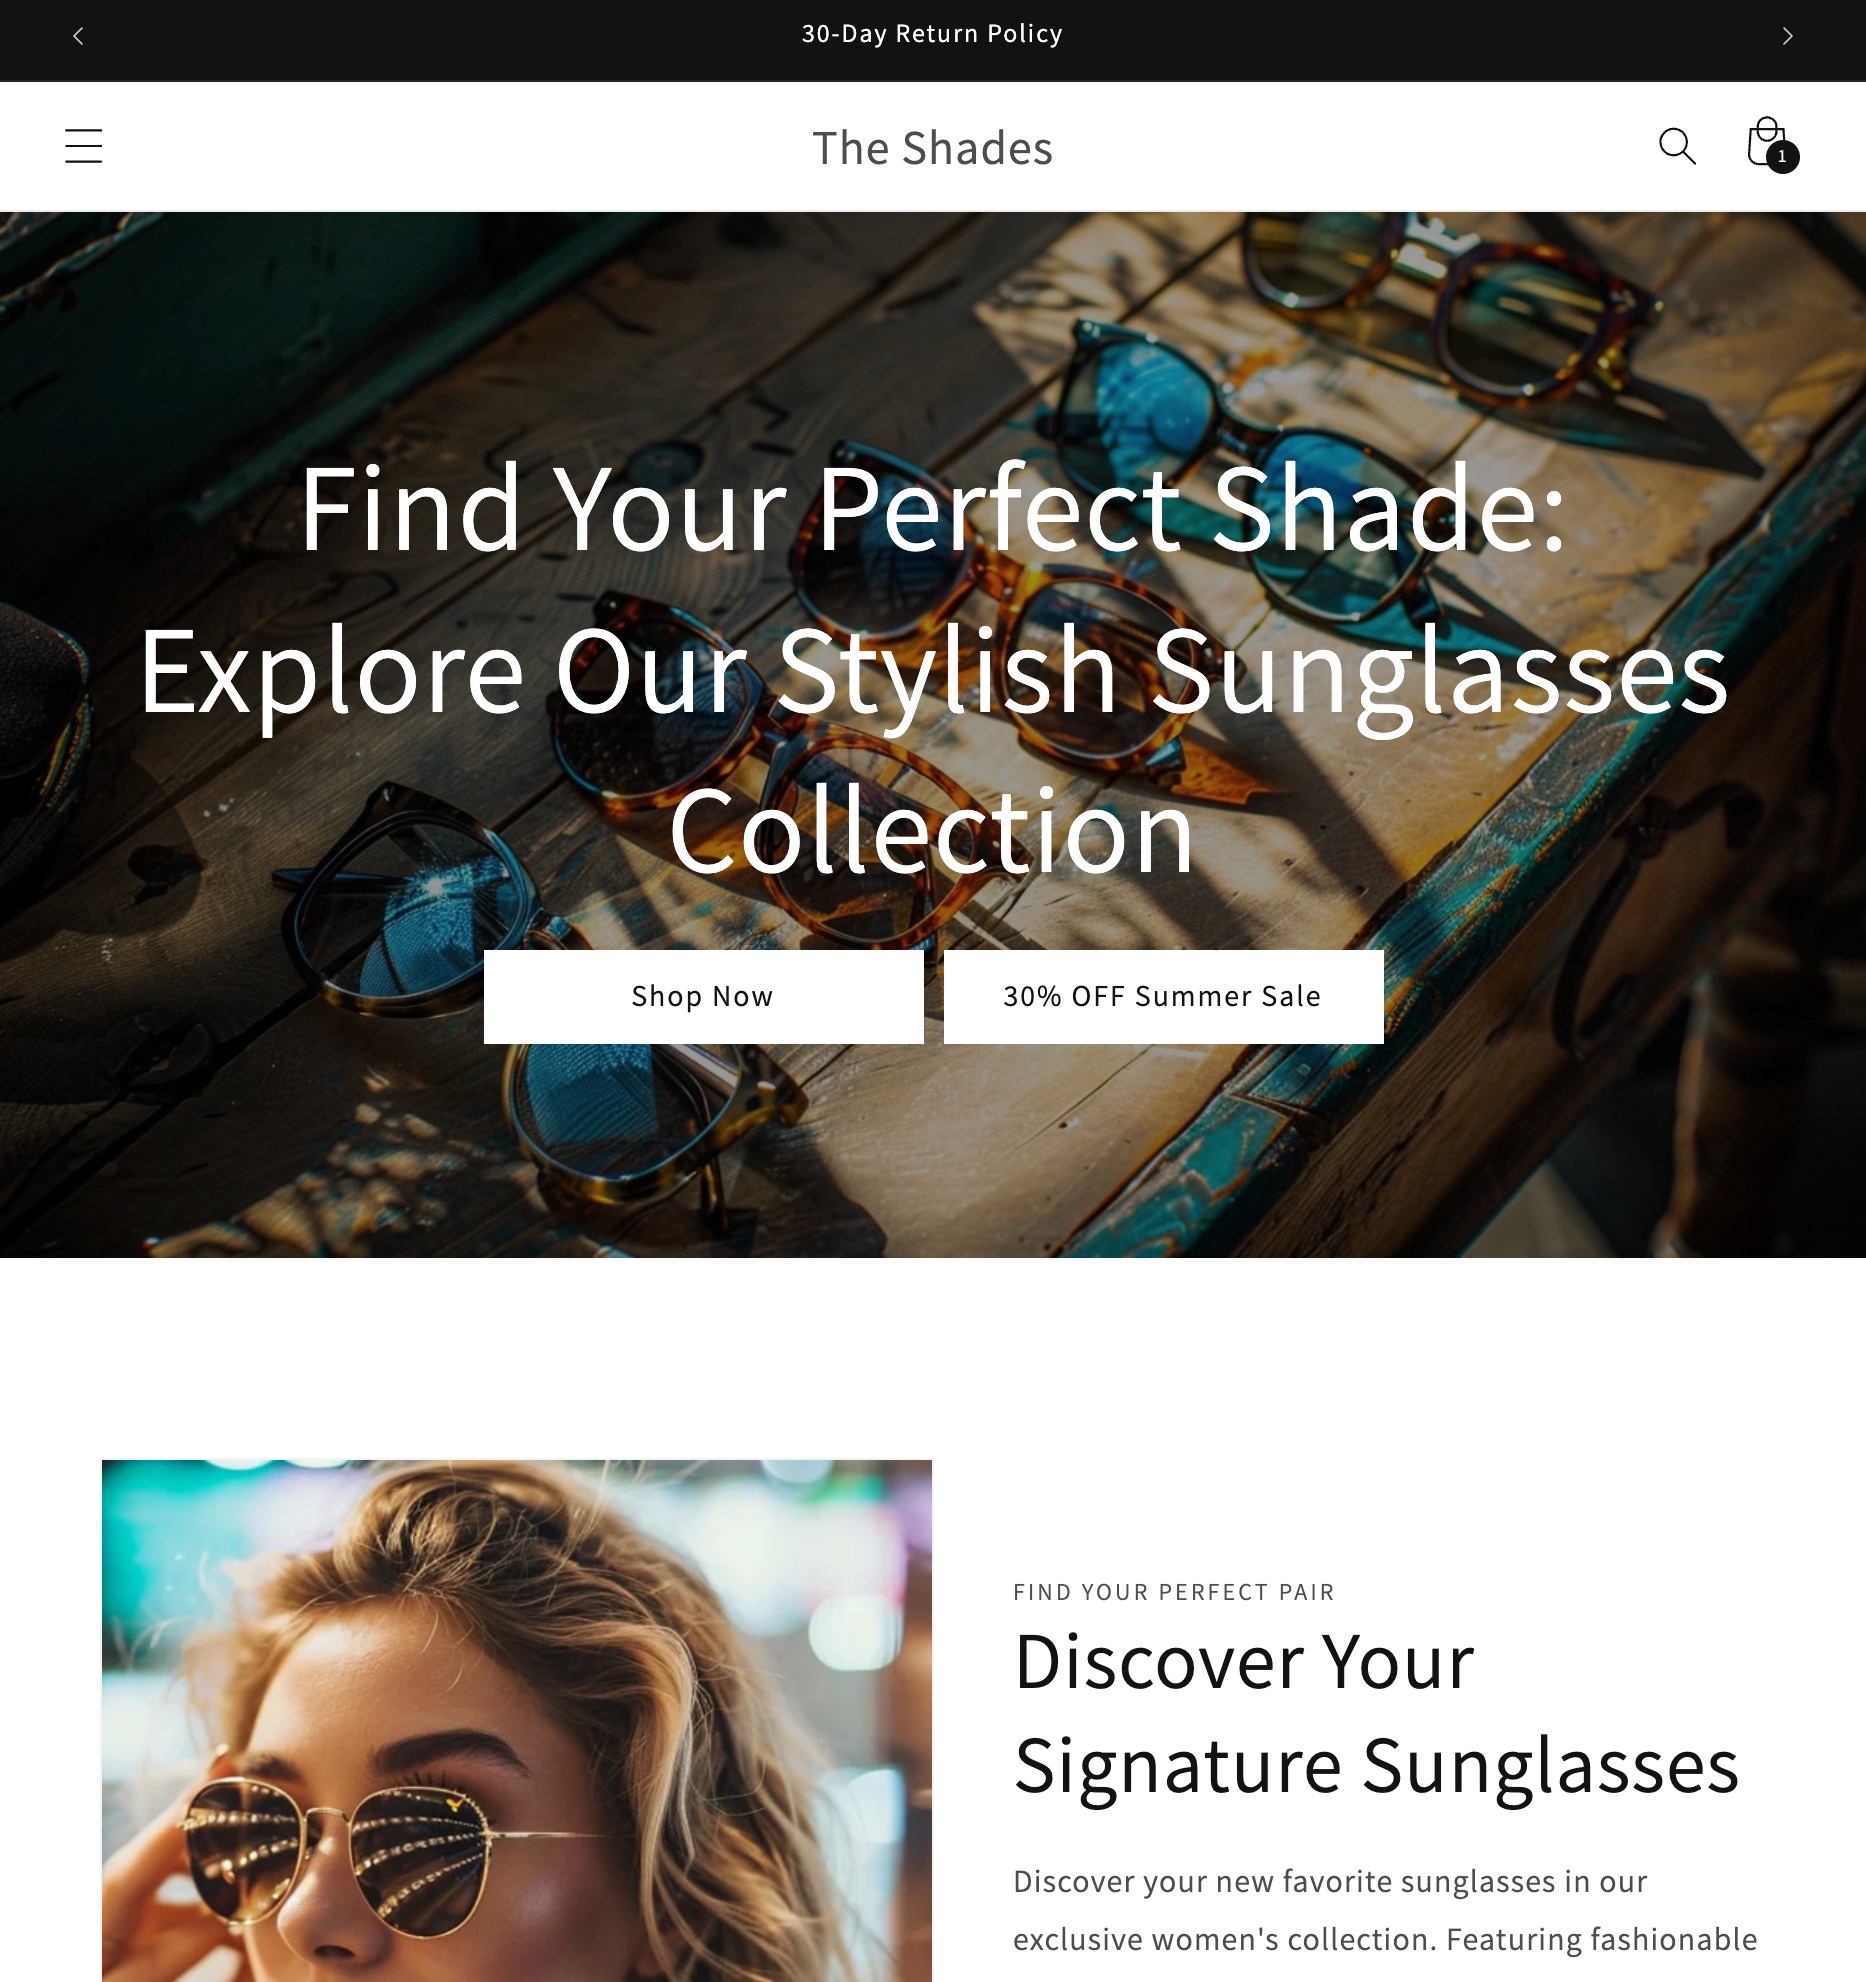 30-Day Return Policy
The Shades
1
Find Your Perfect Shade:
Explore Our Stylish Sunglasses
Collection
Shop Now
30% OFF Summer Sale
FIND YOUR PERFECT PAIR
Discover Your
Signature Sunglasses
Discover your new favorite sunglasses in our
exclusive women's collection. Featuring fashionable